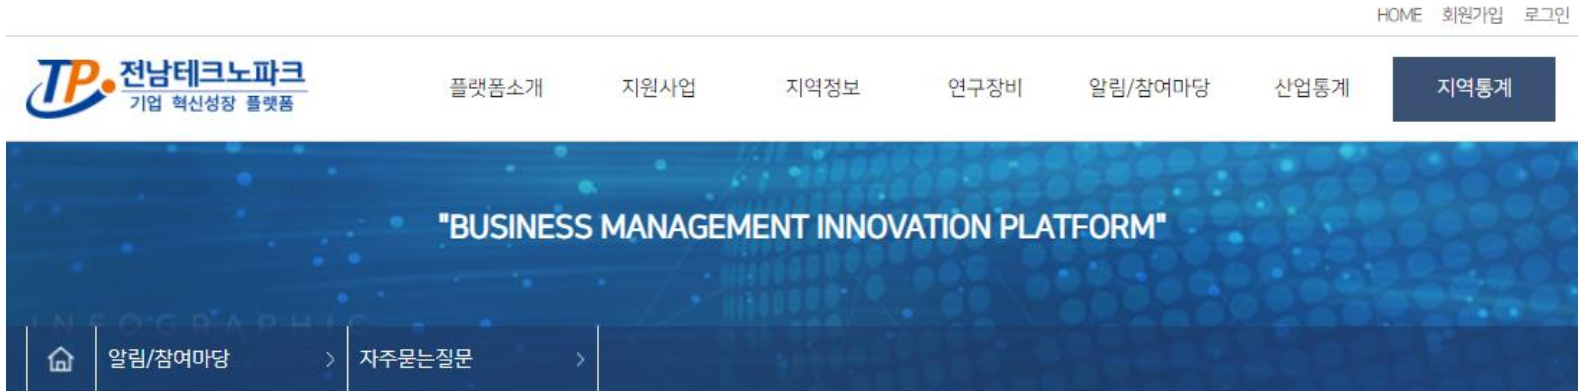 HOME 회원가입 로그인
TP 전남테크노파크
기업 혁신성장 플랫폼
플랫폼소개 지원사업 지역정보 연구장비 알림/참여마당 산업통계 지역통계
"BUSINESS MANAGEMENT INNOVATION PLATFORM"
INFOGRAPHIC
알림/참여마당 > 자주묻는질문 >